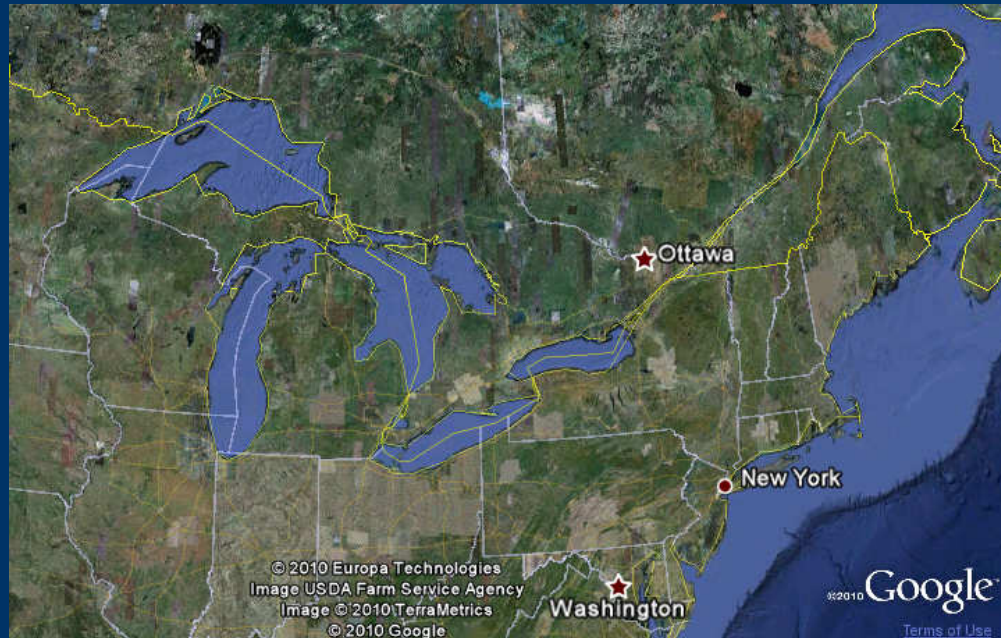 Ottawa
New York
Washington
© 2010 Europa Technologies
Image USDA Farm Service Agency
Image © 2010 TerraMetrics
© 2010 Google
©2010 Google
Terms of Use